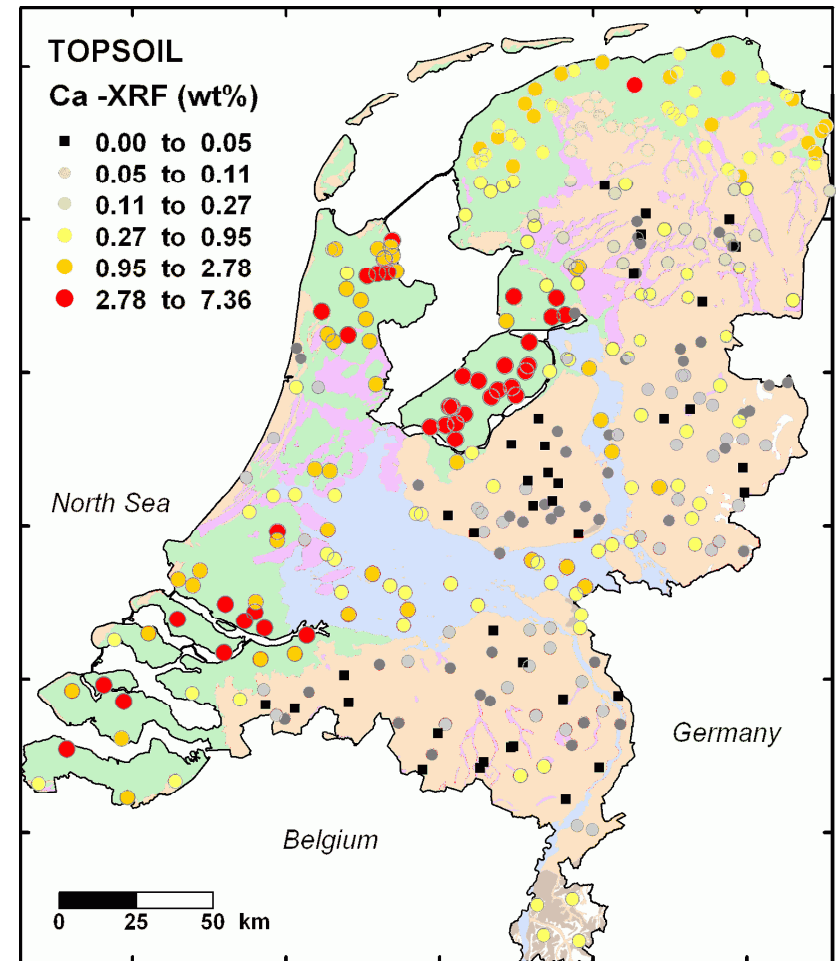 TOPSOIL
Ca -XRF (wt%)
0.00 to 0.05
0.05 to 0.11
0.11 to 0.27
0.27 to 0.95
0.95 to 2.78
2.78 to 7.36
North Sea
Germany
Belgium
0 25 50 km